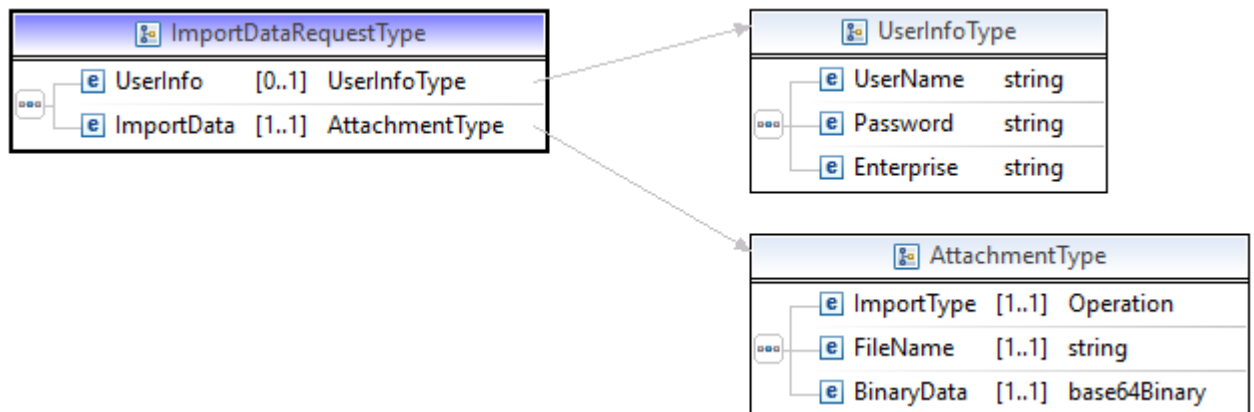 ImportDataRequestType
UserInfo [0..1] UserInfoType
ImportData [1..1] AttachmentType
UserInfoType
UserName string
Password string
Enterprise string
AttachmentType
ImportType [1..1] Operation
FileName [1..1] string
BinaryData [1..1] base64Binary